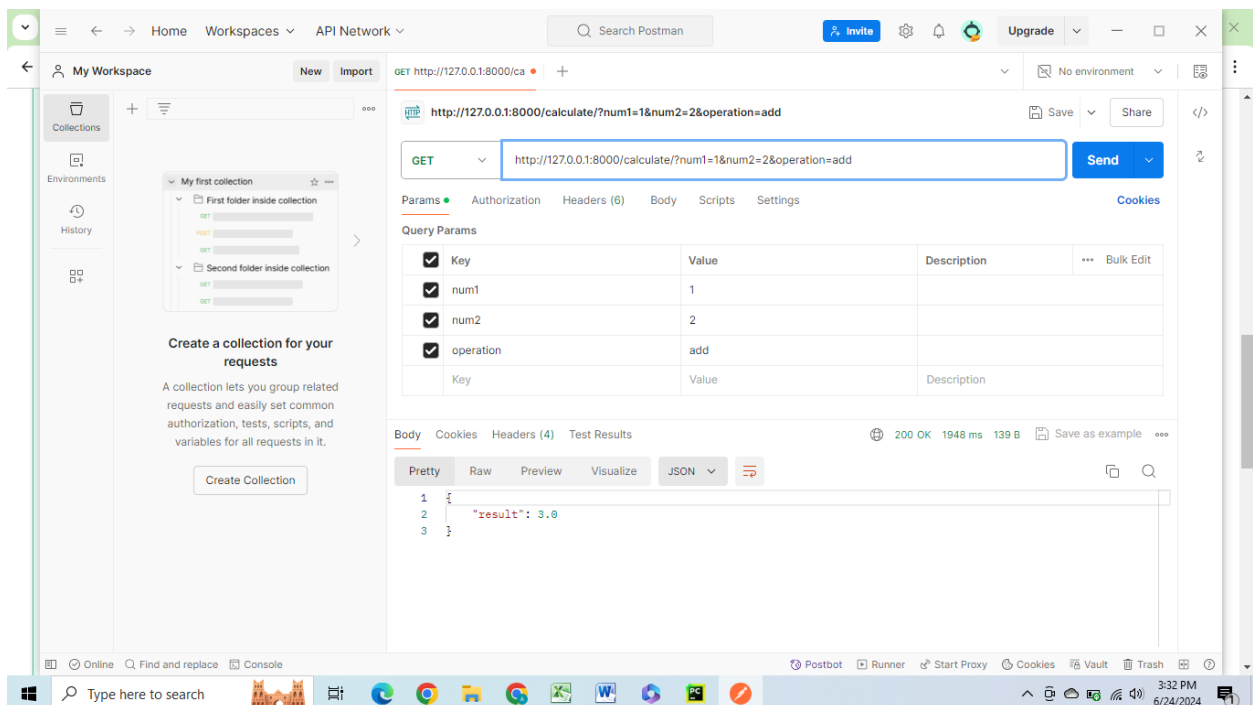 Home Workspaces API Network Search Postman Invite Upgrade
My Workspace New Import GET http://127.0.0.1:8000/ca No environment
Collections
Environments
History
My first collection
First folder inside collection
GET
POST
GET
Second folder inside collection
GET
GET
Create a collection for your
requests
A collection lets you group related
requests and easily set common
authorization, tests, scripts, and
variables for all requests in it.
Create Collection
HTTP http://127.0.0.1:8000/calculate/?num1=1&num2=2&operation=add Save Share
GET http://127.0.0.1:8000/calculate/?num1=1&num2=2&operation=add Send
Params Authorization Headers (6) Body Scripts Settings Cookies
Query Params
Key Value Description Bulk Edit
num1 1
num2 2
operation add
Key Value Description
Body Cookies Headers (4) Test Results 200 OK 1948 ms 139 B Save as example
Pretty Raw Preview Visualize JSON
1 {
2 "result": 3.0
3 }
Online Find and replace Console Postbot Runner Start Proxy Cookies Vault Trash
Type here to search PC 3:32 PM
6/24/2024 1